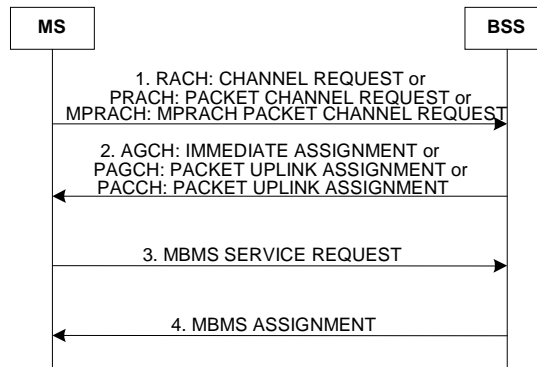 MS
BSS
1. RACH: CHANNEL REQUEST or
PRACH: PACKET CHANNEL REQUEST or
MPRACH: MPRACH PACKET CHANNEL REQUEST
2. AGCH: IMMEDIATE ASSIGNMENT or
PAGCH: PACKET UPLINK ASSIGNMENT or
PACCH: PACKET UPLINK ASSIGNMENT
3. MBMS SERVICE REQUEST
4. MBMS ASSIGNMENT